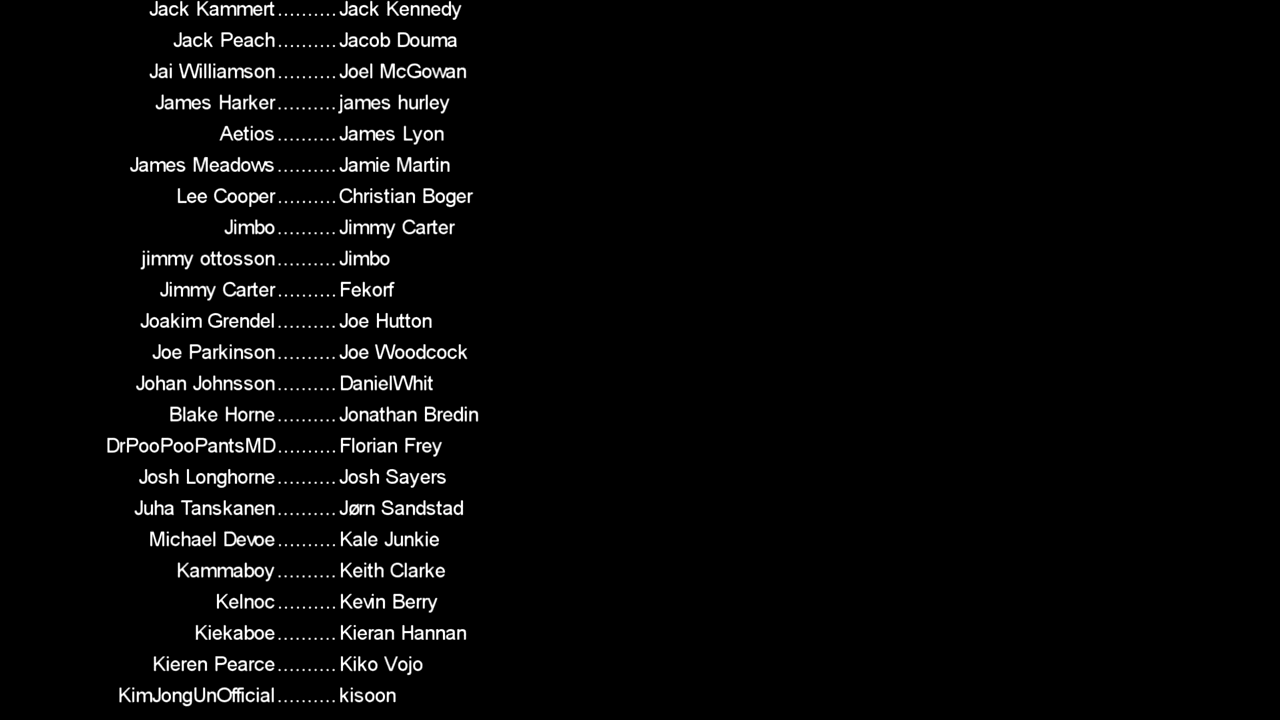 Jack Kammert..........Jack Kennedy
Jack Peach..........Jacob Douma
Jai Williamson..........Joel McGowan
James Harker..........james hurley
Aetios..........James Lyon
James Meadows..........Jamie Martin
Lee Cooper..........Christian Boger
Jimbo..........Jimmy Carter
jimmy ottosson..........Jimbo
Jimmy Carter..........Fekorf
Joakim Grendel..........Joe Hutton
Joe Parkinson..........Joe Woodcock
Johan Johnsson..........DanielWhit
Blake Horne..........Jonathan Bredin
DrPooPooPantsMD..........Florian Frey
Josh Longhorne..........Josh Sayers
Juha Tanskanen..........Jørn Sandstad
Michael Devoe..........Kale Junkie
Kammaboy..........Keith Clarke
Kelnoc..........Kevin Berry
Kiekaboe..........Kieran Hannan
Kieren Pearce..........Kiko Vojo
KimJongUnOfficial..........kisoon